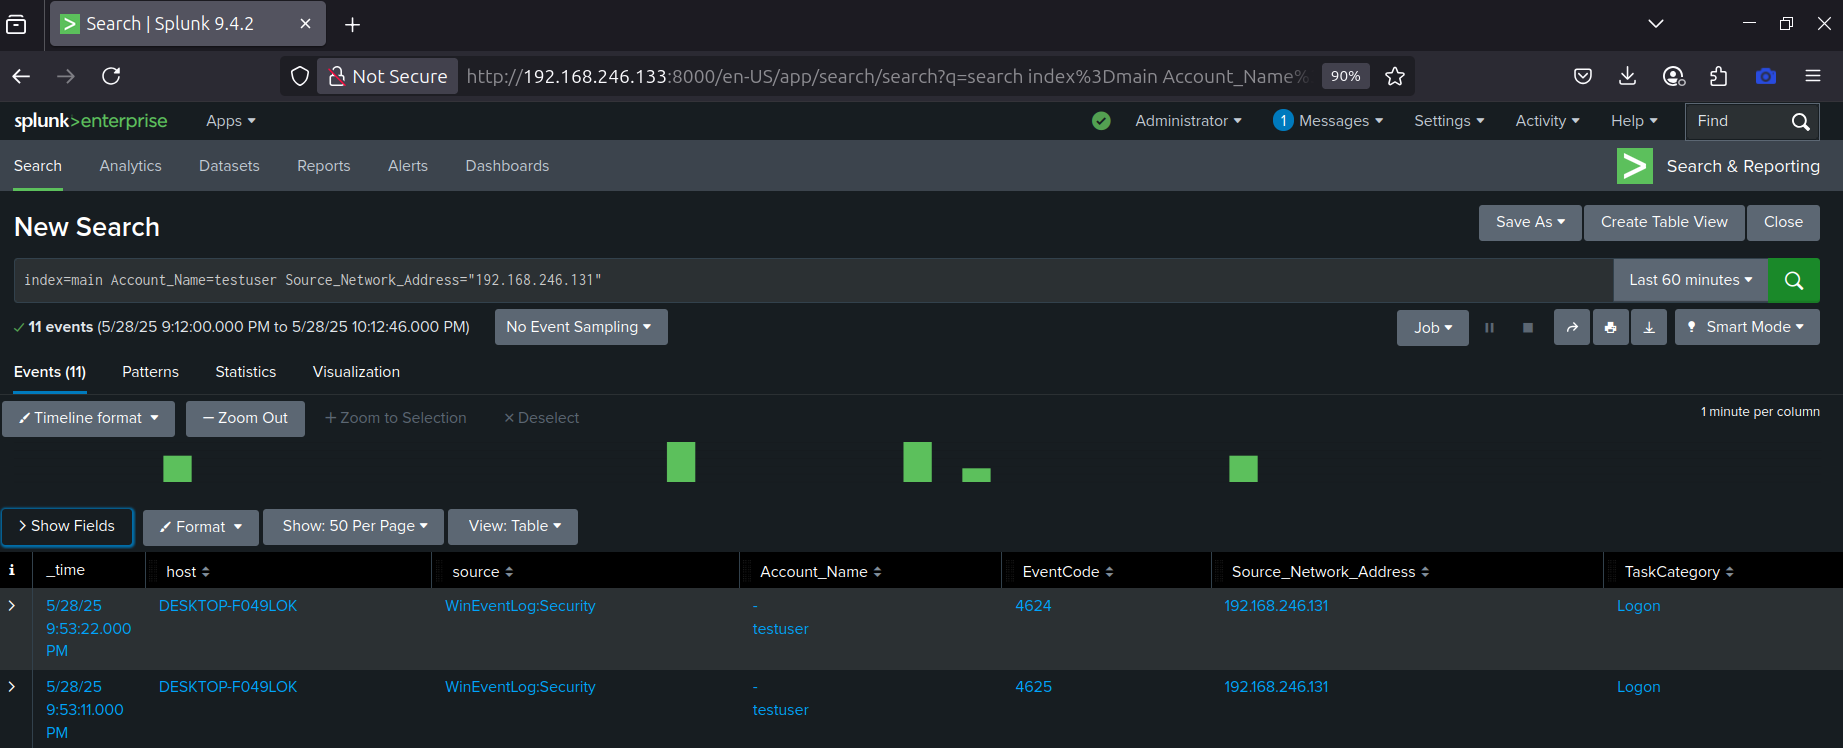 Search | Splunk 9.4.2
Not Secure http://192.168.246.133:8000/en-US/app/search/search?q=search index%3Dmain Account_Name% 90%
splunk>enterprise Apps Administrator 1 Messages Settings Activity Help Find
Search Analytics Datasets Reports Alerts Dashboards Search & Reporting
New Search Save As Create Table View Close
index=main Account_Name=testuser Source_Network_Address="192.168.246.131" Last 60 minutes
11 events (5/28/25 9:12:00.000 PM to 5/28/25 10:12:46.000 PM) No Event Sampling Job Smart Mode
Events (11) Patterns Statistics Visualization
Timeline format — Zoom Out + Zoom to Selection × Deselect 1 minute per column
> Show Fields Format Show: 50 Per Page View: Table
i _time host source Account_Name EventCode Source_Network_Address TaskCategory
> 5/28/25 DESKTOP-F049LOK WinEventLog:Security - 4624 192.168.246.131 Logon
9:53:22.000 testuser
PM
> 5/28/25 DESKTOP-F049LOK WinEventLog:Security - 4625 192.168.246.131 Logon
9:53:11.000 testuser
PM